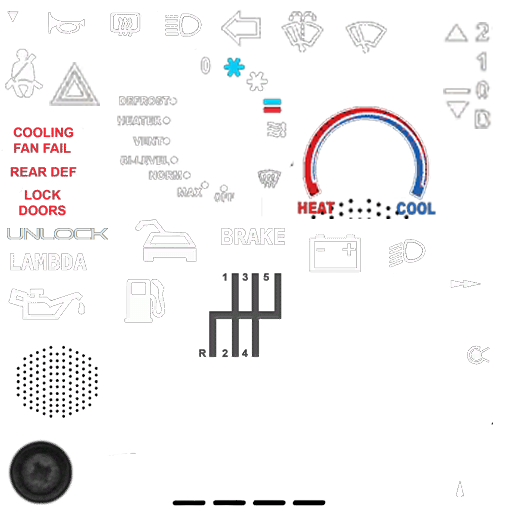 2
1
0
0
D
DEFROST
HEATER
VENT
BI-LEVEL
NORM
MAX
OFF
COOLING
FAN FAIL
REAR DEF
LOCK
DOORS
HEAT COOL
UNLOCK
BRAKE
LAMBDA
1 3 5
R 2 4